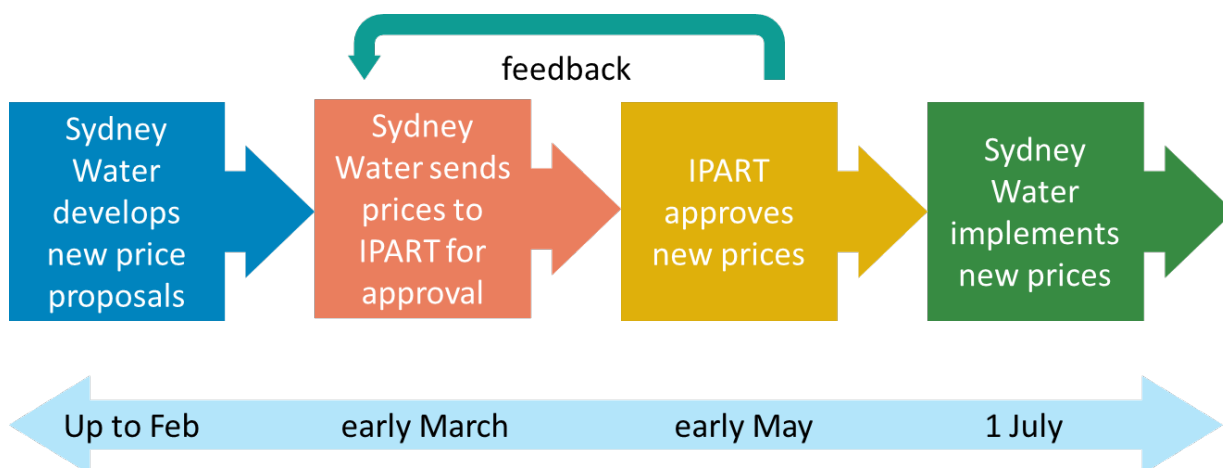 feedback
Sydney
Water
develops
new price
proposals
Sydney
Water sends
prices to
IPART for
approval
IPART
approves
new prices
Sydney
Water
implements
new prices
Up to Feb
early March
early May
1 July